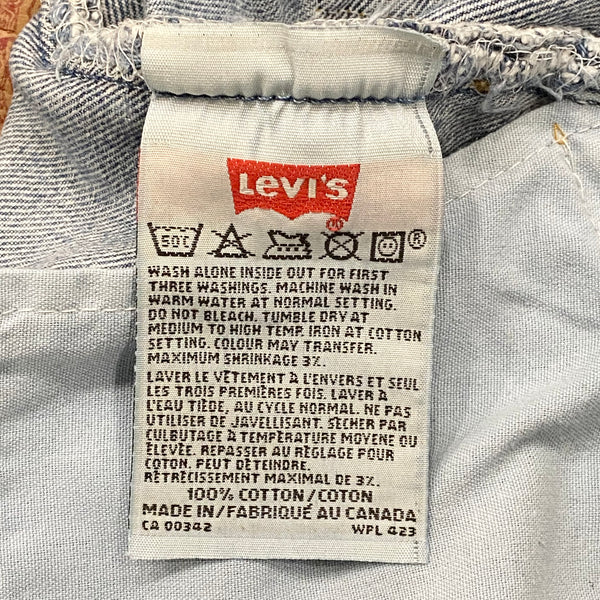 LEVI'S
50C
®
WASH ALONE INSIDE OUT FOR FIRST
THREE WASHINGS. MACHINE WASH IN
WARM WATER AT NORMAL SETTING.
DO NOT BLEACH. TUMBLE DRY AT
MEDIUM TO HIGH TEMP. IRON AT COTTON
SETTING. COLOUR MAY TRANSFER.
MAXIMUM SHRINKAGE 3%.
LAVER LE VÊTEMENT À L'ENVERS ET SEUL
LES TROIS PREMIÈRES FOIS. LAVER À
L'EAU TIÈDE, AU CYCLE NORMAL. NE PAS
UTILISER DE JAVELLISANT. SÉCHER PAR
CULBUTAGE À TEMPÉRATURE MOYENNE OU
ÉLEVÉE. REPASSER AU RÉGLAGE POUR
COTON. PEUT DÉTEINDRE.
RÉTRÉCISSEMENT MAXIMAL DE 3%.
100% COTTON/COTON
MADE IN/FABRIQUÉ AU CANADA
CA 00342 WPL 423